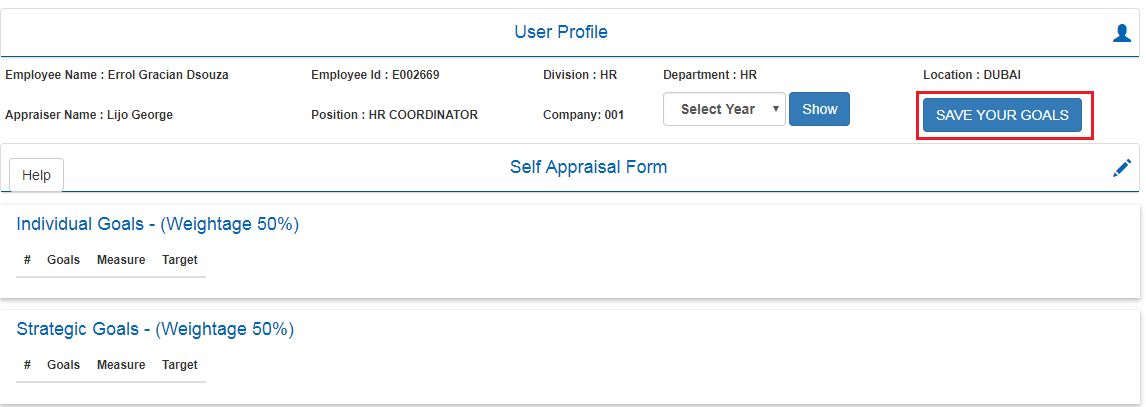 User Profile
Employee Name : Errol Gracian Dsouza Employee Id : E002669 Division : HR Department : HR Location : DUBAI
Appraiser Name : Lijo George Position : HR COORDINATOR Company: 001 Select Year Show SAVE YOUR GOALS
Help Self Appraisal Form
Individual Goals - (Weightage 50%)
# Goals Measure Target
Strategic Goals - (Weightage 50%)
# Goals Measure Target